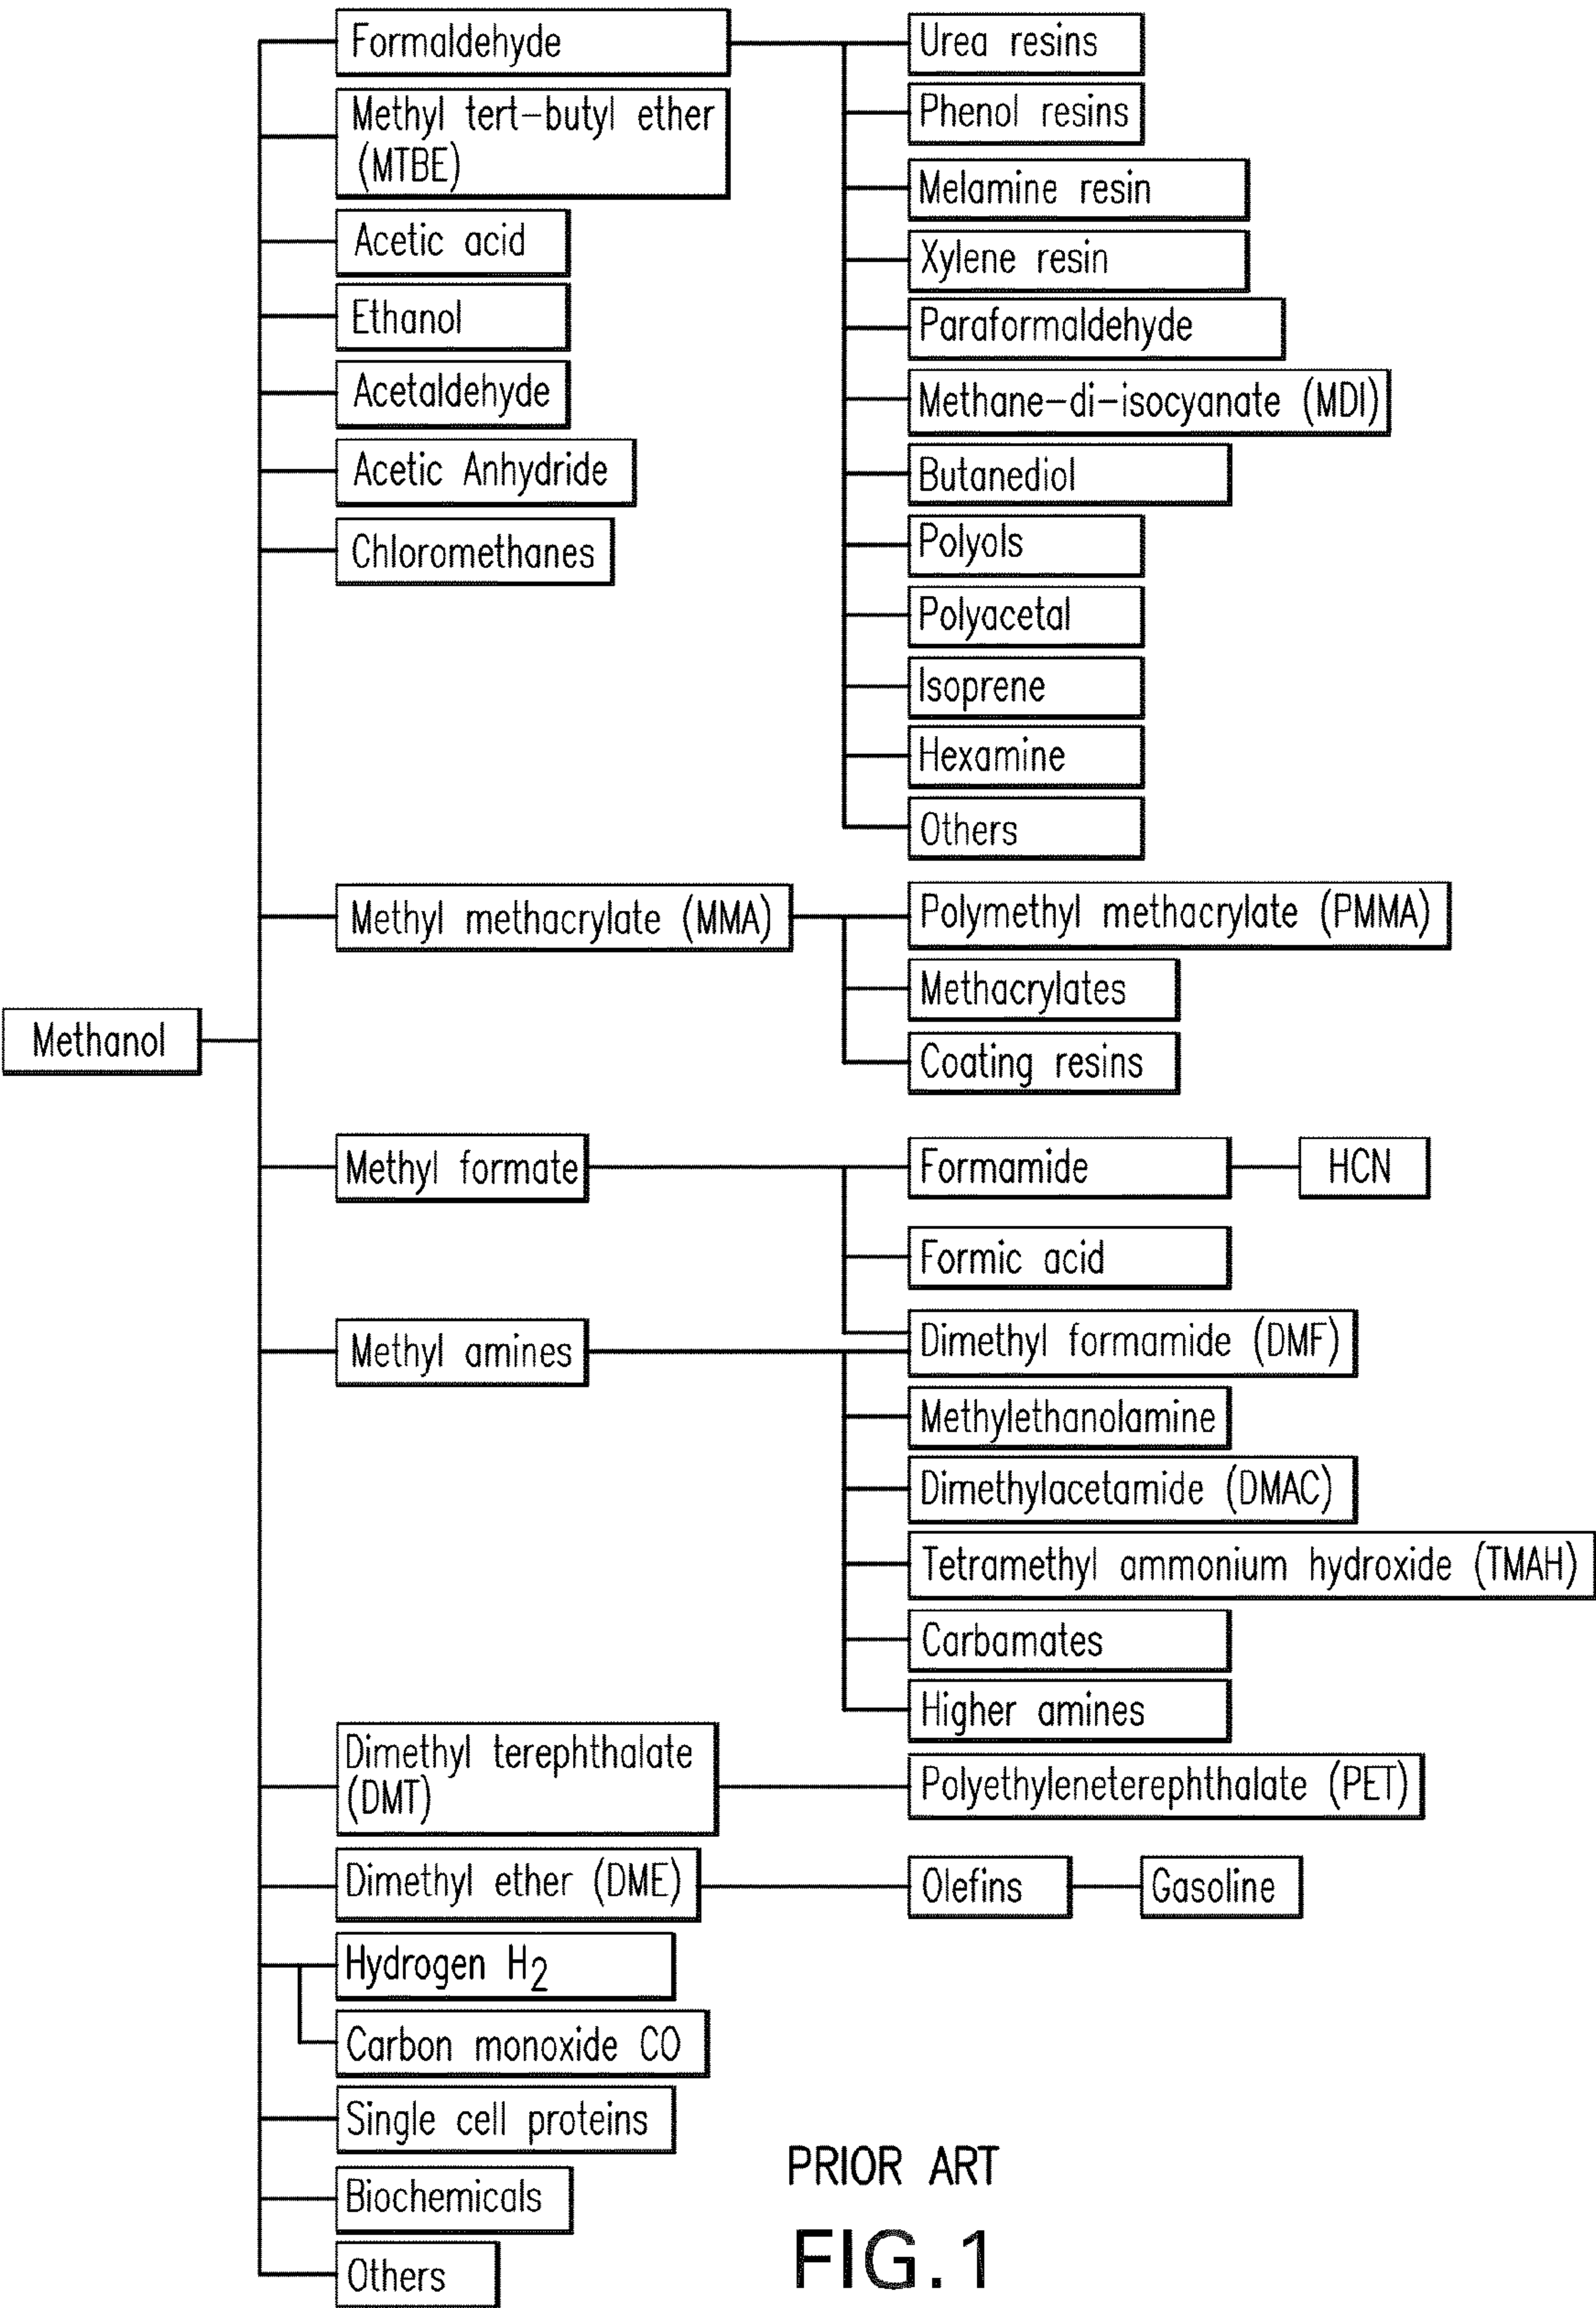 Formaldehyde
Methyl tert-butyl ether
(MTBE)
Acetic acid
Ethanol
Acetaldehyde
Acetic Anhydride
Chloromethanes
Urea resins
Phenol resins
Melamine resin
Xylene resin
Paraformaldehyde
Methane-di-isocyanate (MDI)
Butanediol
Polyols
Polyacetal
Isoprene
Hexamine
Others
Methyl methacrylate (MMA)
Polymethyl methacrylate (PMMA)
Methacrylates
Coating resins
Methanol
Methyl formate
Formamide
HCN
Formic acid
Methyl amines
Dimethyl formamide (DMF)
Methylethanolamine
Dimethylacetamide (DMAC)
Tetramethyl ammonium hydroxide (TMAH)
Carbamates
Higher amines
Dimethyl terephthalate
(DMT)
Polyethyleneterephthalate (PET)
Dimethyl ether (DME)
Olefins
Gasoline
Hydrogen H2
Carbon monoxide CO
Single cell proteins
Biochemicals
Others
PRIOR ART
FIG. 1